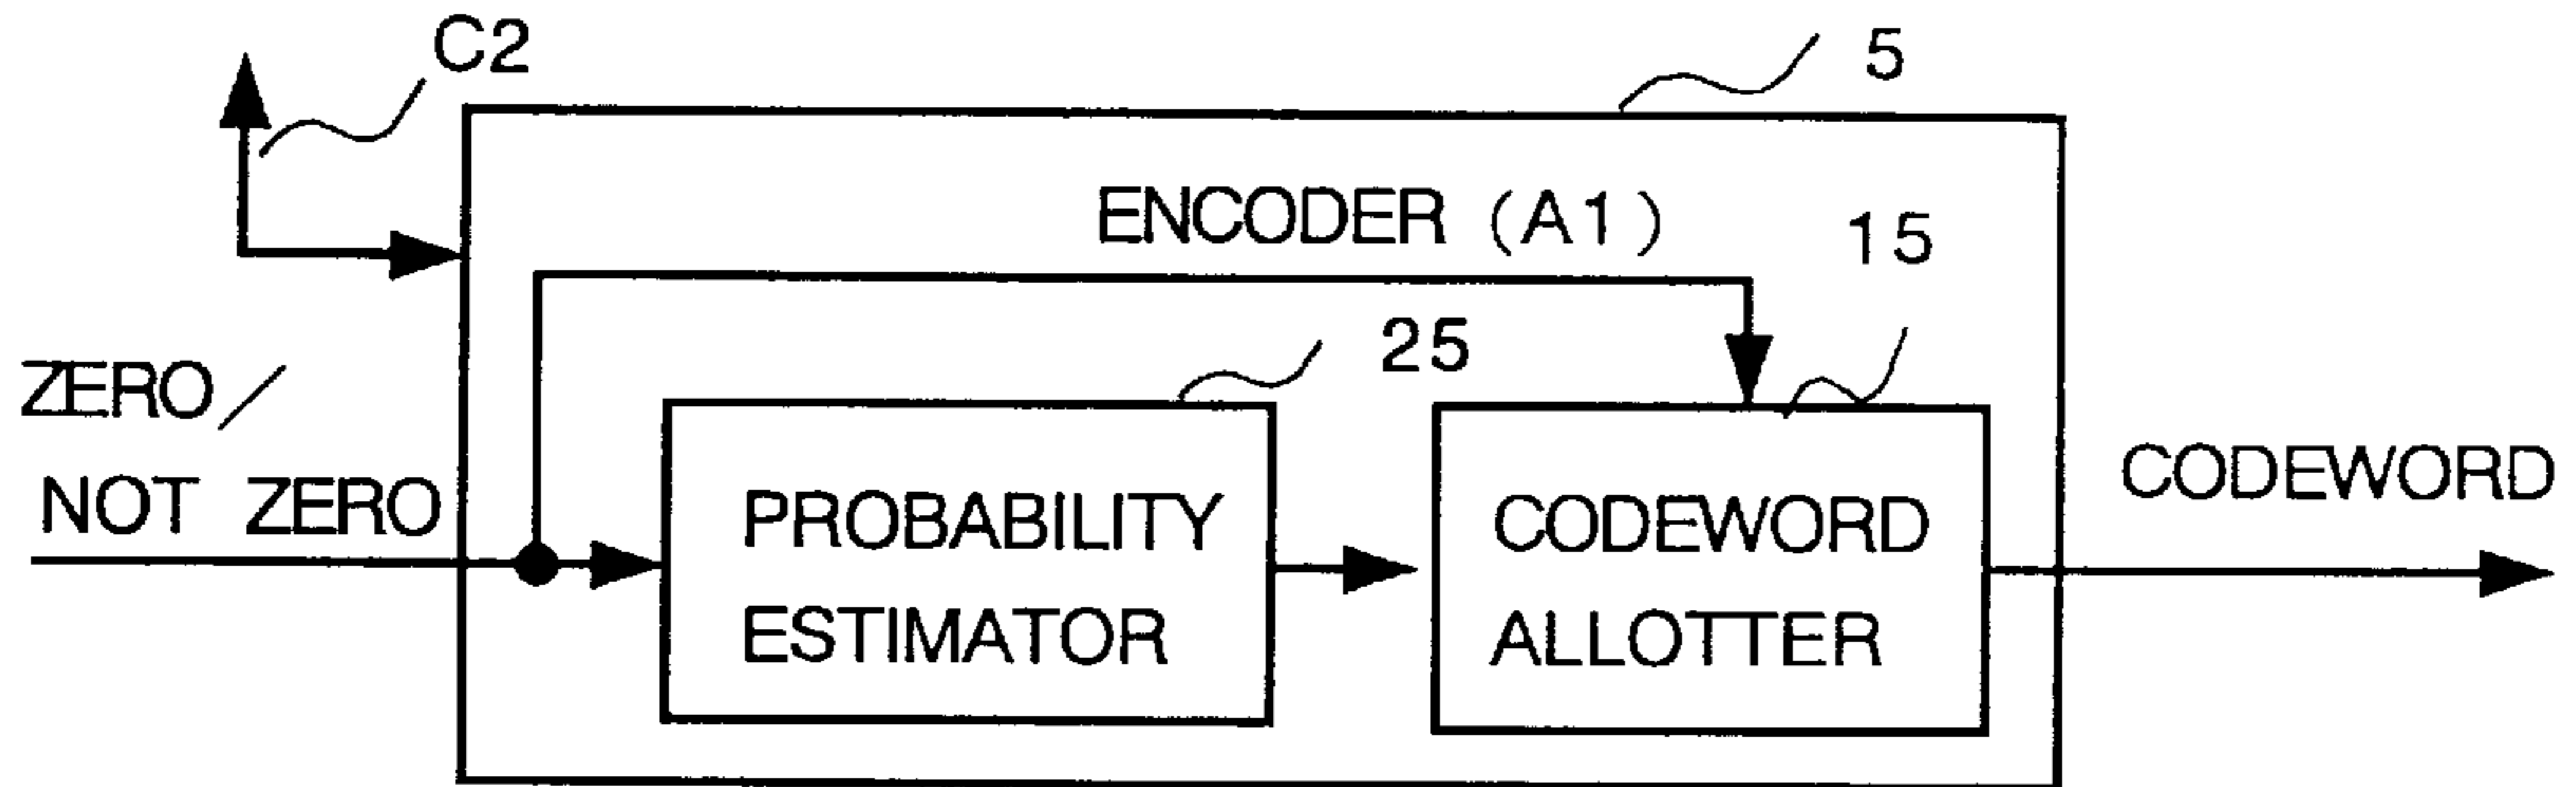 C2
5
ENCODER (A1)
15
25
ZERO/
NOT ZERO
PROBABILITY
ESTIMATOR
CODEWORD
ALLOTTER
CODEWORD